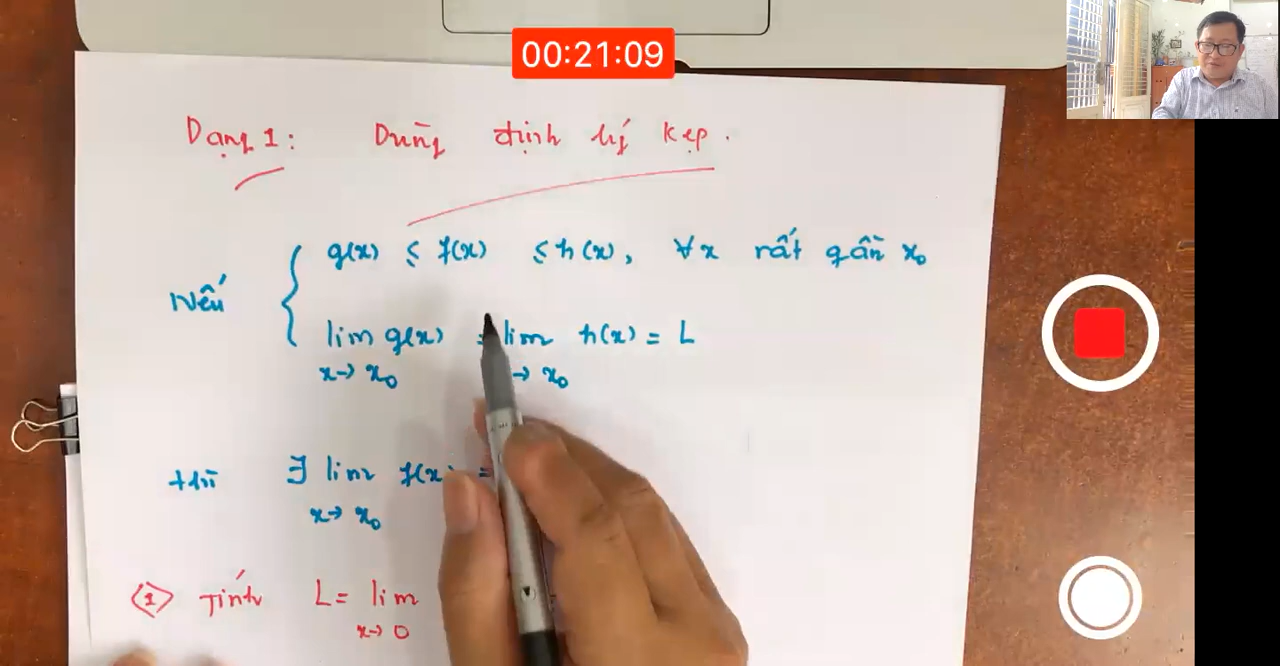 00:21:09
Dạng 1: Dùng định lý kẹp.
Nếu { g(x) ≤ f(x) ≤ h(x), ∀x rất gần x₀
lim g(x) = lim h(x) = L
x→ x₀ → x₀
thì ∃ lim f(x) =
x→ x₀
<1> Tính L = lim
x→ 0